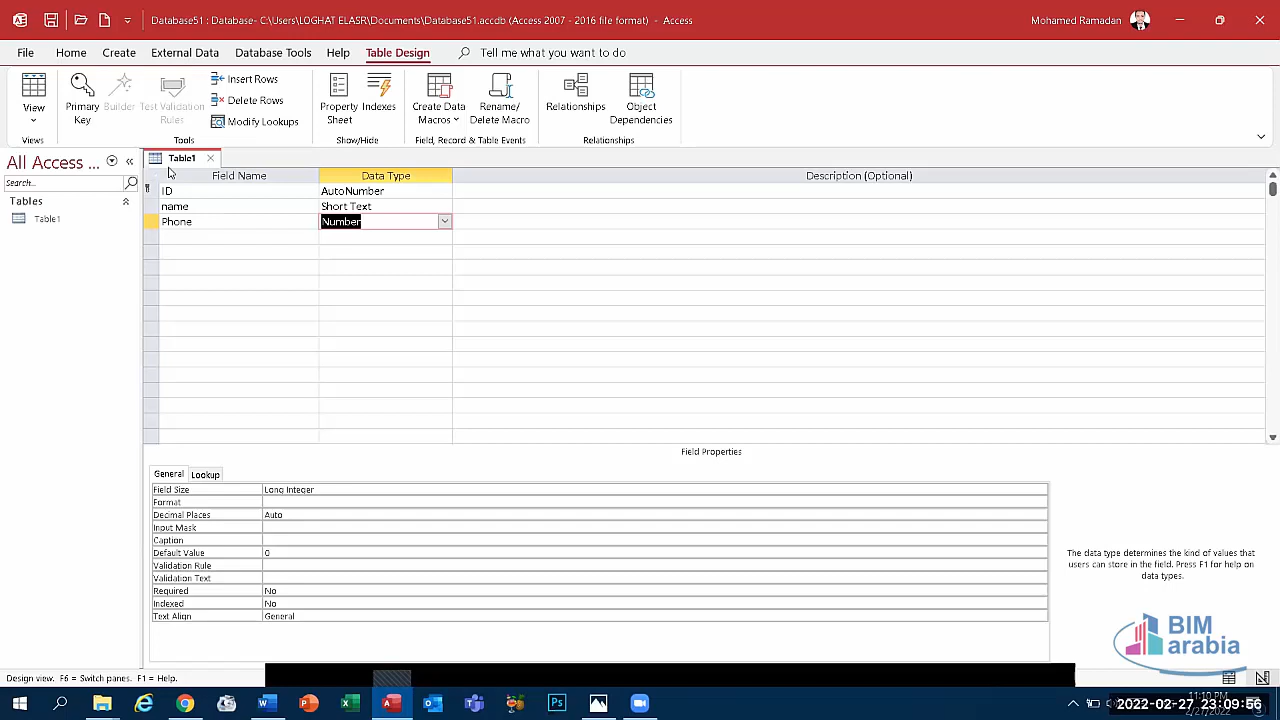 Database51 : Database- C:\USERS\LOGHAT ELASR\Documents\Database51.accdb (Access 2007 - 2016 file format) - Access
Mohamed Ramadan
File Home Create External Data Database Tools Help Table Design Tell me what you want to do
View
Primary Key
Builder
Test Validation Rules
Insert Rows
Delete Rows
Modify Lookups
Property Sheet
Indexes
Create Data Macros
Rename/ Delete Macro
Relationships
Object Dependencies
Views Tools Show/Hide Field, Record & Table Events Relationships
All Access ...
Search...
Tables
Table1
Table1
Field Name Data Type Description (Optional)
ID AutoNumber
name Short Text
Phone Number
Field Properties
General Lookup
Field Size Long Integer
Format
Decimal Places Auto
Input Mask
Caption
Default Value 0
Validation Rule
Validation Text
Required No
Indexed No
Text Align General
The data type determines the kind of values that
users can store in the field. Press F1 for help on
data types.
BIM
arabia
Design view. F6 = Switch panes. F1 = Help.
2022-02-27 23:09:56